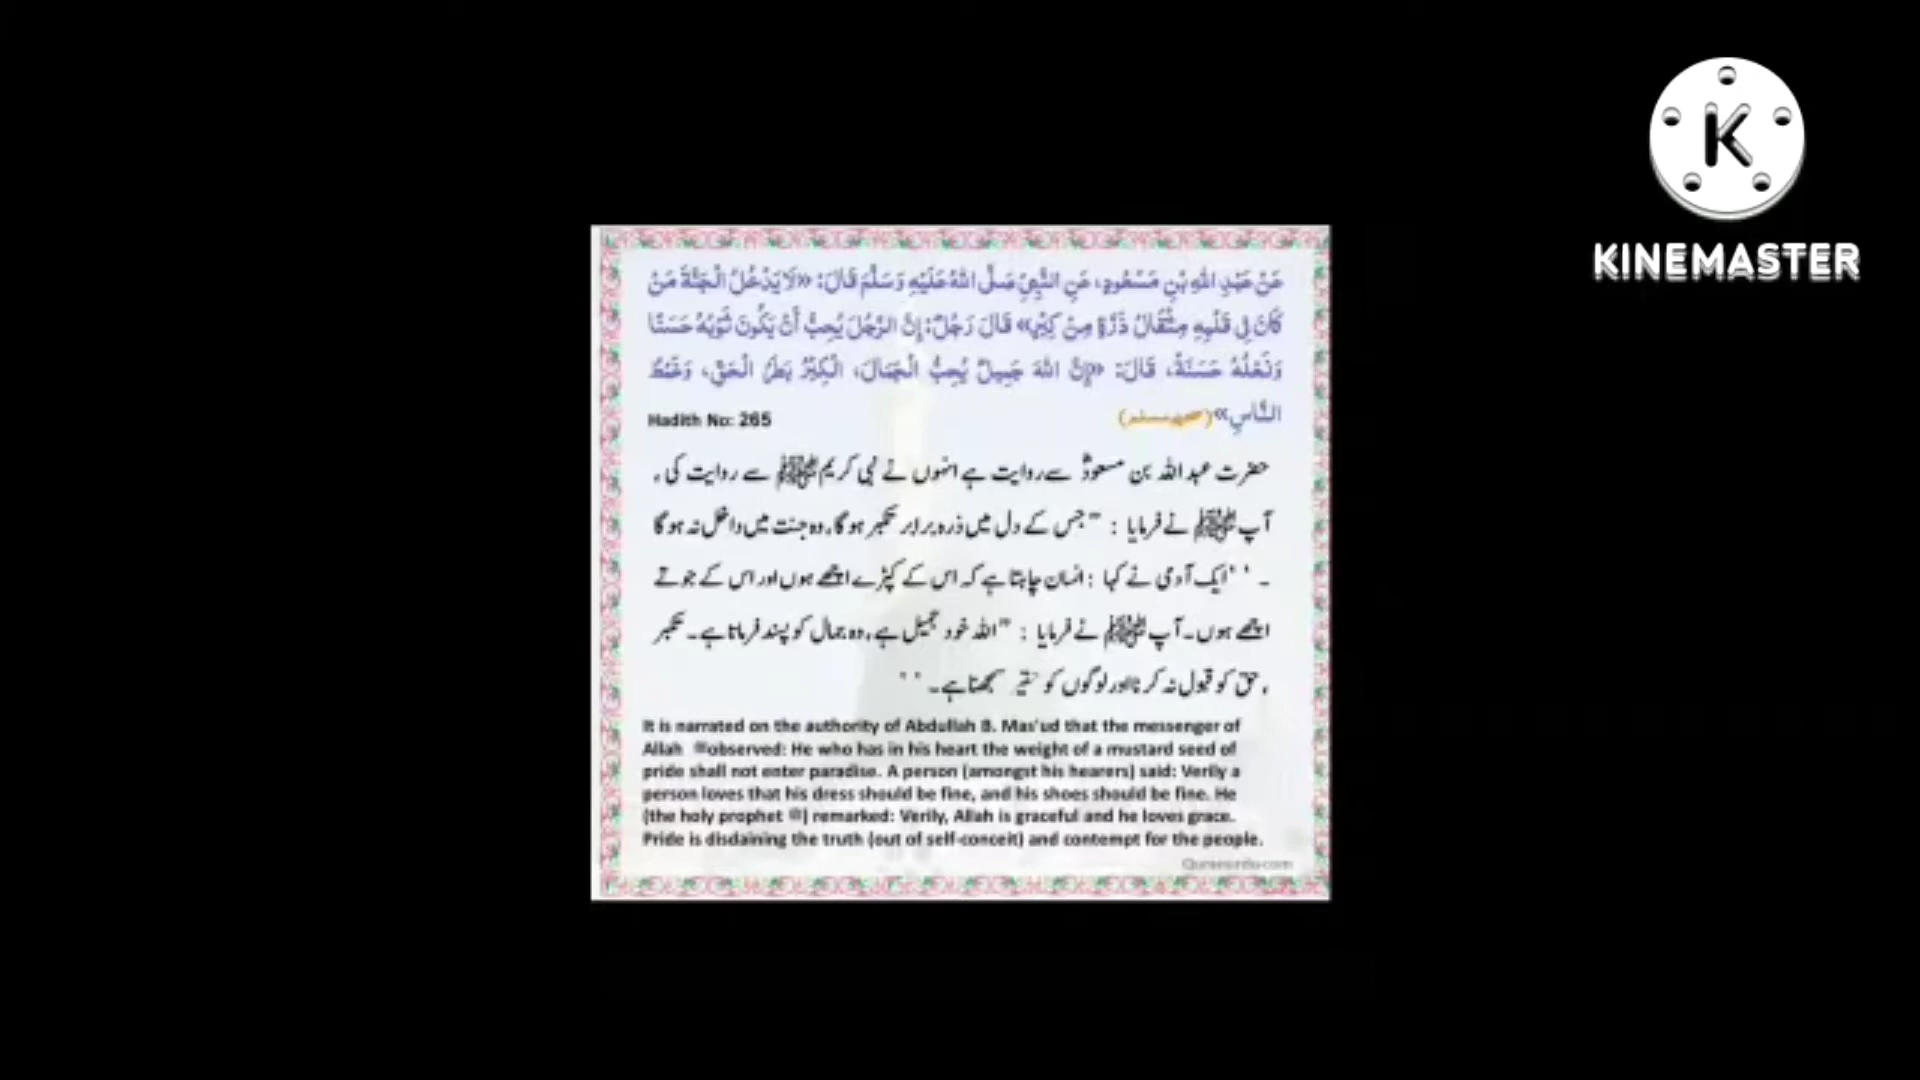 KINEMASTER
عَنْ عَبْدِ اللهِ بْنِ مَسْعُودٍ، عَنِ النَّبِيِّ صَلَّى اللهُ عَلَيْهِ وَسَلَّمَ قَالَ: «لَا يَدْخُلُ الْجَنَّةَ مَنْ
كَانَ فِي قَلْبِهِ مِثْقَالُ ذَرَّةٍ مِنْ كِبْرٍ» قَالَ رَجُلٌ: إِنَّ الرَّجُلَ يُحِبُّ أَنْ يَكُونَ ثَوْبُهُ حَسَنًا
وَنَعْلُهُ حَسَنَةً، قَالَ: «إِنَّ اللهَ جَمِيلٌ يُحِبُّ الْجَمَالَ، الْكِبْرُ بَطَرُ الْحَقِّ، وَغَمْطُ
النَّاسِ» (صحیح مسلم)
Hadith No: 265
حضرت عبد اللہ بن مسعودؓ سے روایت ہے انہوں نے نبی کریم ﷺ سے روایت کی ،
آپ ﷺ نے فرمایا : ”جس کے دل میں ذرہ برابر تکبر ہو گا، وہ جنت میں داخل نہ ہو گا
۔ ‘‘ ایک آدمی نے کہا : انسان چاہتا ہے کہ اس کے کپڑے اچھے ہوں اور اس کے جوتے
اچھے ہوں۔ آپ ﷺ نے فرمایا : ”اللہ خود جمیل ہے، وہ جمال کو پسند فرماتا ہے۔ تکبر
، حق کو قبول نہ کرنا اور لوگوں کو حقیر سمجھنا ہے۔ ‘‘
It is narrated on the authority of Abdullah B. Mas'ud that the messenger of
Allah ﷺ observed: He who has in his heart the weight of a mustard seed of
pride shall not enter paradise. A person (amongst his hearers) said: Verily a
person loves that his dress should be fine, and his shoes should be fine. He
(the holy prophet ﷺ) remarked: Verily, Allah is graceful and he loves grace.
Pride is disdaining the truth (out of self-conceit) and contempt for the people.